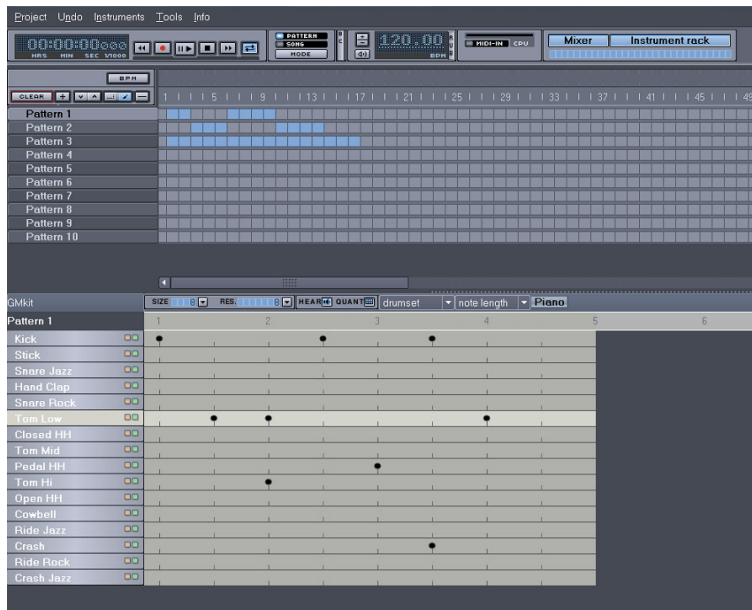 Project Undo Instruments Tools Info
00:00:00000
HRS MIN SEC 1/1000
PATTERN
SONG
MODE
120.00
BPM
MIDI-IN CPU
Mixer Instrument rack
BPM
CLEAR 1 5 9 13 17 21 25 29 33 37 41 45 49
Pattern 1
Pattern 2
Pattern 3
Pattern 4
Pattern 5
Pattern 6
Pattern 7
Pattern 8
Pattern 9
Pattern 10
GMkit SIZE 8 RES. 8 HEAR QUANT drumset note length Piano
Pattern 1 1 2 3 4 5 6
Kick
Stick
Snare Jazz
Hand Clap
Snare Rock
Tom Low
Closed HH
Tom Mid
Pedal HH
Tom Hi
Open HH
Cowbell
Ride Jazz
Crash
Ride Rock
Crash Jazz